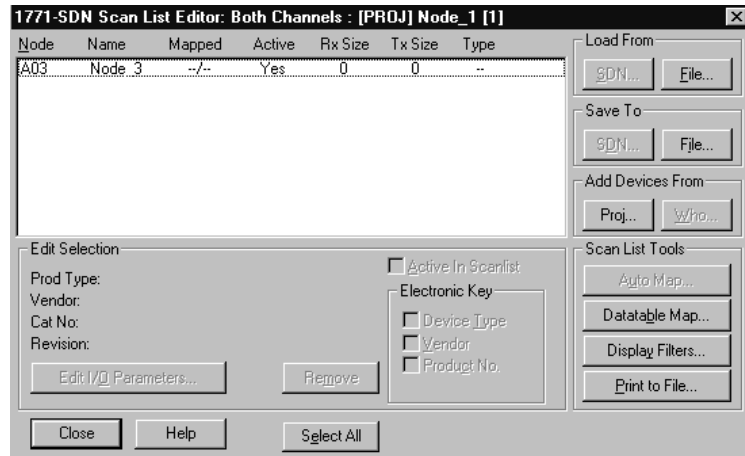 1771-SDN Scan List Editor: Both Channels : [PROJ] Node_1 [1]
Node Name Mapped Active Rx Size Tx Size Type
A03 Node_3 --/-- Yes 0 0 --
Load From
SDN... File...
Save To
SDN... File...
Add Devices From
Proj... Who...
Edit Selection
Prod Type:
Vendor:
Cat No:
Revision:
Edit I/O Parameters... Remove
Active In Scanlist
Electronic Key
Device Type
Vendor
Product No.
Scan List Tools
Auto Map...
Datatable Map...
Display Filters...
Print to File...
Close Help Select All